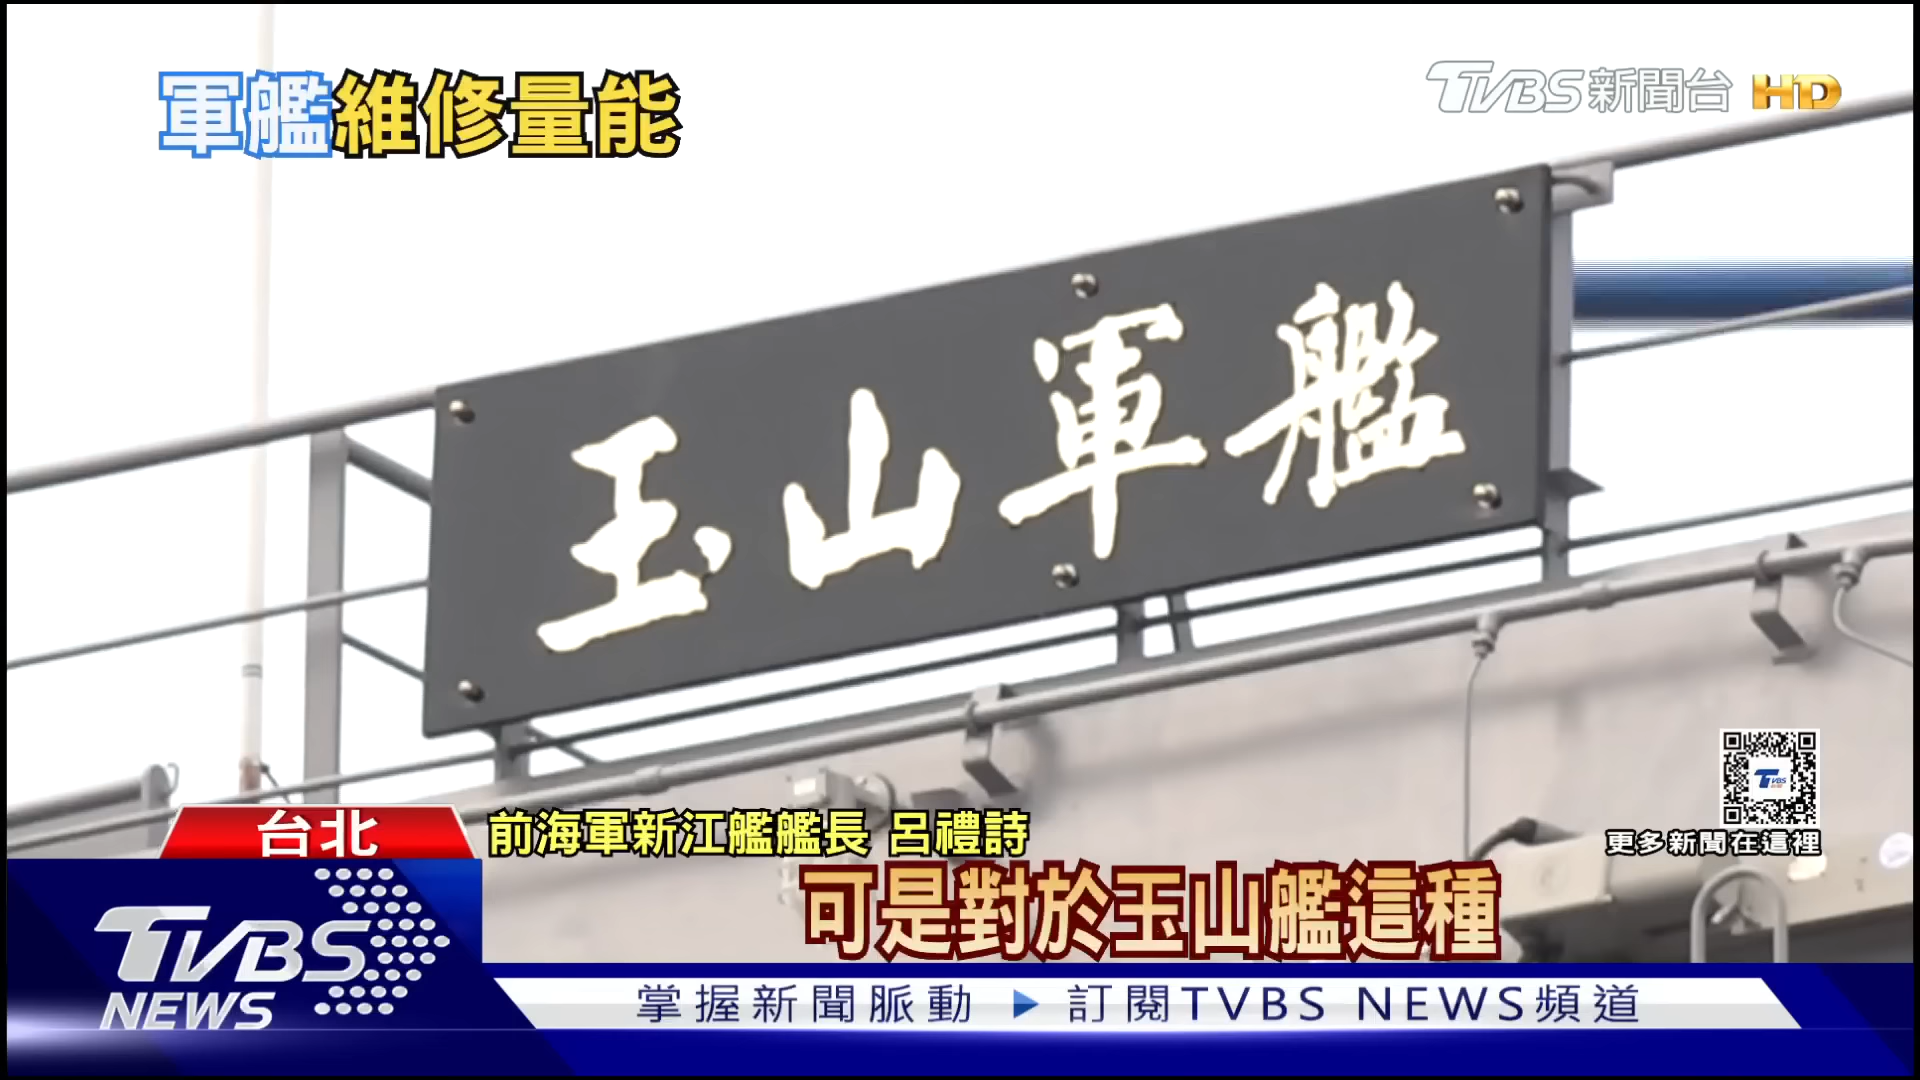 軍艦維修量能
TVBS新聞台 HD
玉山軍艦
TVBS
更多新聞在這裡
台北
前海軍新江艦艦長 呂禮詩
可是對於玉山艦這種
TVBS NEWS
掌握新聞脈動 ▶ 訂閱TVBS NEWS頻道